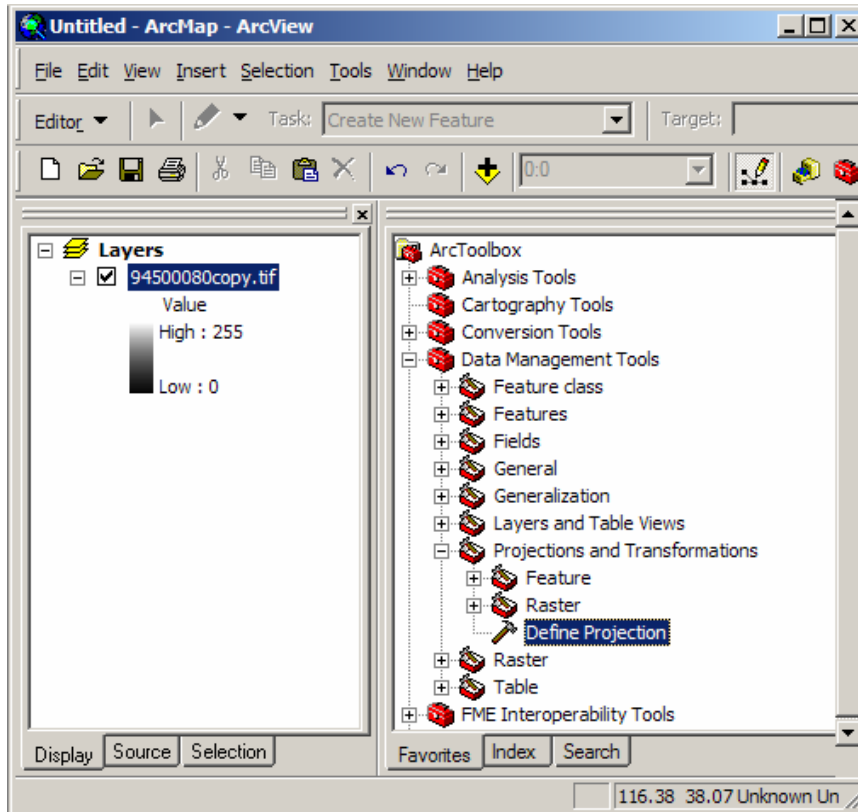 Untitled - ArcMap - ArcView
File Edit View Insert Selection Tools Window Help
Editor Task: Create New Feature Target:
0:0
Layers
94500080copy.tif
Value
High : 255
Low : 0
Display Source Selection
ArcToolbox
Analysis Tools
Cartography Tools
Conversion Tools
Data Management Tools
Feature class
Features
Fields
General
Generalization
Layers and Table Views
Projections and Transformations
Feature
Raster
Define Projection
Raster
Table
FME Interoperability Tools
Favorites Index Search
116.38 38.07 Unknown Un